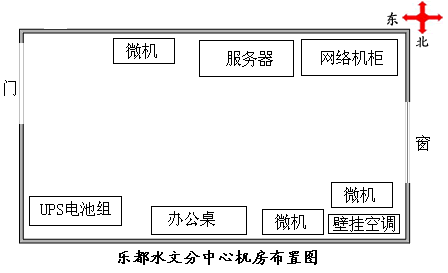 东
北
微机
服务器
网络机柜
门
窗
UPS电池组
办公桌
微机
微机
壁挂空调
乐都水文分中心机房布置图